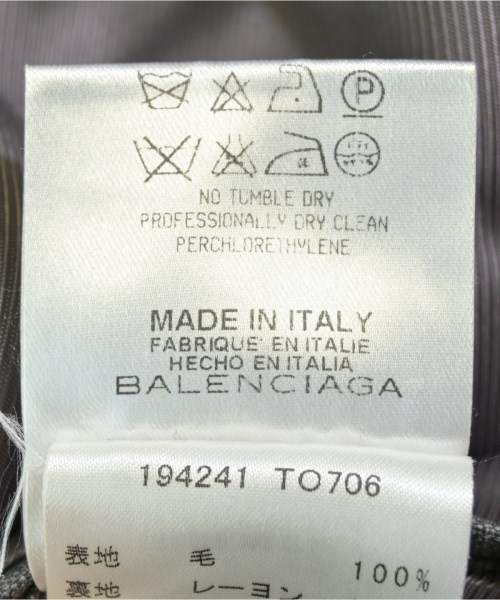 P
NO TUMBLE DRY
PROFESSIONALLY DRY CLEAN
PERCHLORETHYLENE
MADE IN ITALY
FABRIQUE EN ITALIE
HECHO EN ITALIA
BALENCIAGA
194241 TO706
表地 毛 100%
裏地 レーヨン